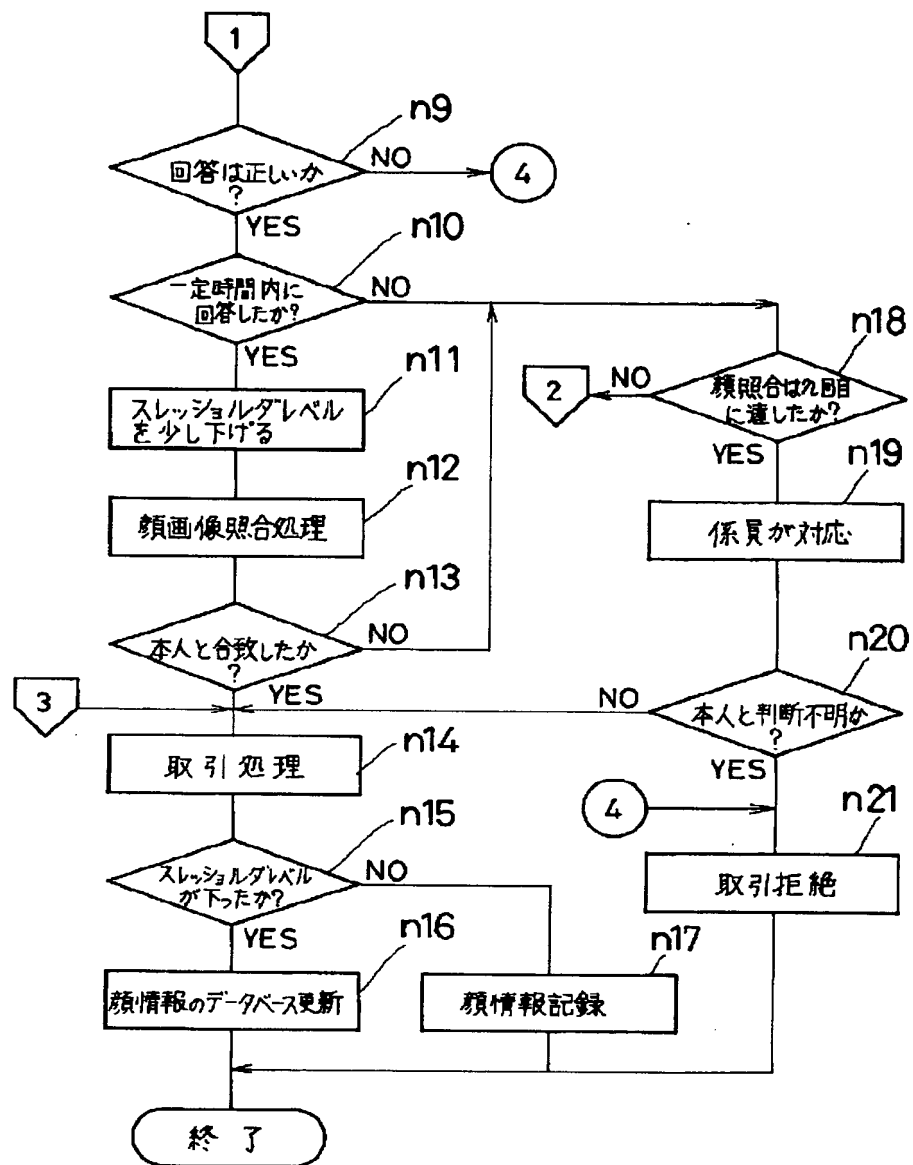 1
n9
回答は正しいか
?
NO
4
YES
n10
一定時間内に
回答したか?
NO
YES
n11
スレッショルダレベル
を少し下げる
n12
顔画像照合処理
n13
本人と合致したか
?
NO
YES
3
n14
取引処理
n15
スレッショルダレベル
が下ったか?
NO
YES
n16
顔情報のデータベース更新
n17
顔情報記録
終了
n18
顔照合はn回目
に達したか?
NO
2
YES
n19
係員が対応
n20
本人と判断不明か
?
NO
YES
4
n21
取引拒絶